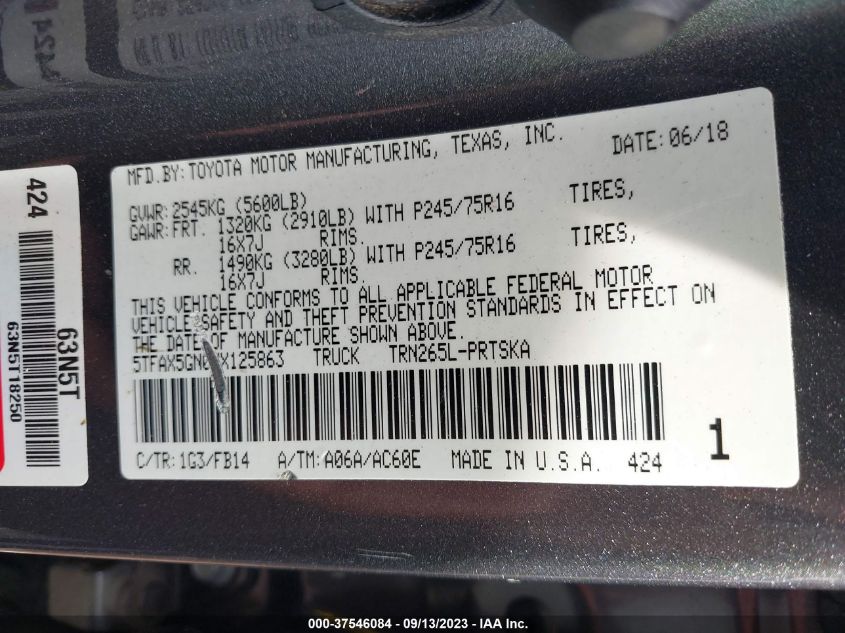 MFD.BY:TOYOTA MOTOR MANUFACTURING, TEXAS, INC. DATE:06/18
GVWR:2545KG (5600LB)
GAWR:FRT. 1320KG (2910LB) WITH P245/75R16 TIRES,
16X7J RIMS.
RR. 1490KG (3280LB) WITH P245/75R16 TIRES,
16X7J RIMS.
THIS VEHICLE CONFORMS TO ALL APPLICABLE FEDERAL MOTOR
VEHICLE SAFETY AND THEFT PREVENTION STANDARDS IN EFFECT ON
THE DATE OF MANUFACTURE SHOWN ABOVE.
TRUCK TRN265L-PRTSKA
C/TR:1G3/FB14 A/TM:A06A/AC60E MADE IN U.S.A. 424
1
424
63N5T
63N5T18250
000-37546084 - 09/13/2023 - IAA Inc.